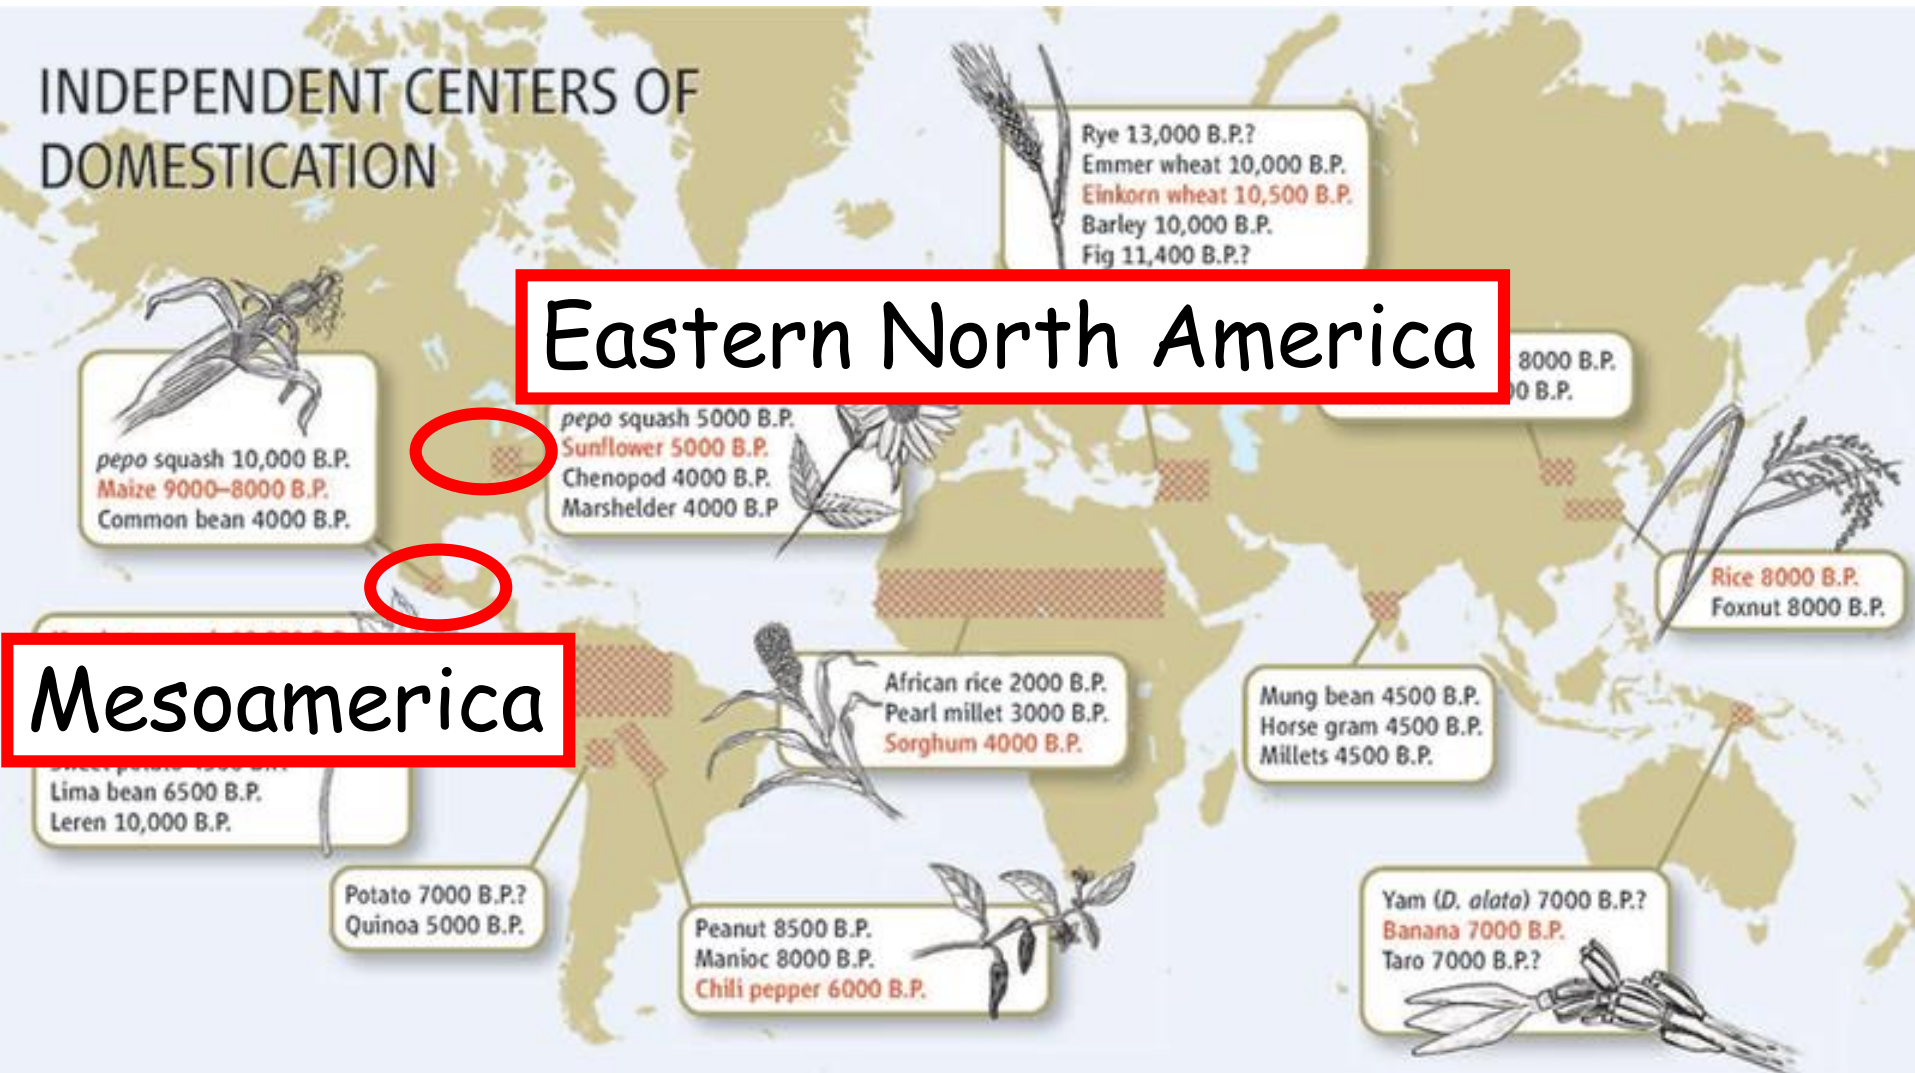 INDEPENDENT CENTERS OF
DOMESTICATION
Rye 13,000 B.P.?
Emmer wheat 10,000 B.P.
Einkorn wheat 10,500 B.P.
Barley 10,000 B.P.
Fig 11,400 B.P.?
Eastern North America
8000 B.P.
B.P.
pepo squash 10,000 B.P.
Maize 9000–8000 B.P.
Common bean 4000 B.P.
pepo squash 5000 B.P.
Sunflower 5000 B.P.
Chenopod 4000 B.P.
Marshelder 4000 B.P
Rice 8000 B.P.
Foxnut 8000 B.P.
Mesoamerica
Lima bean 6500 B.P.
Leren 10,000 B.P.
African rice 2000 B.P.
Pearl millet 3000 B.P.
Sorghum 4000 B.P.
Mung bean 4500 B.P.
Horse gram 4500 B.P.
Millets 4500 B.P.
Potato 7000 B.P.?
Quinoa 5000 B.P.
Peanut 8500 B.P.
Manioc 8000 B.P.
Chili pepper 6000 B.P.
Yam (D. alata) 7000 B.P.?
Banana 7000 B.P.
Taro 7000 B.P.?